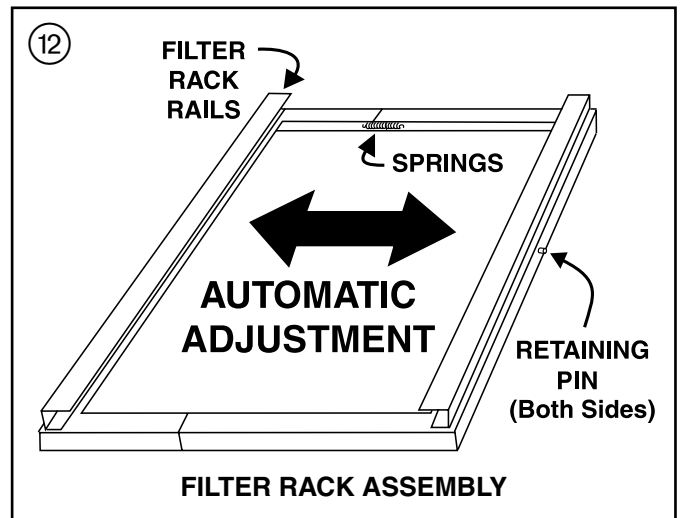 12
FILTER
RACK
RAILS
SPRINGS
AUTOMATIC
ADJUSTMENT
RETAINING
PIN
(Both Sides)
FILTER RACK ASSEMBLY